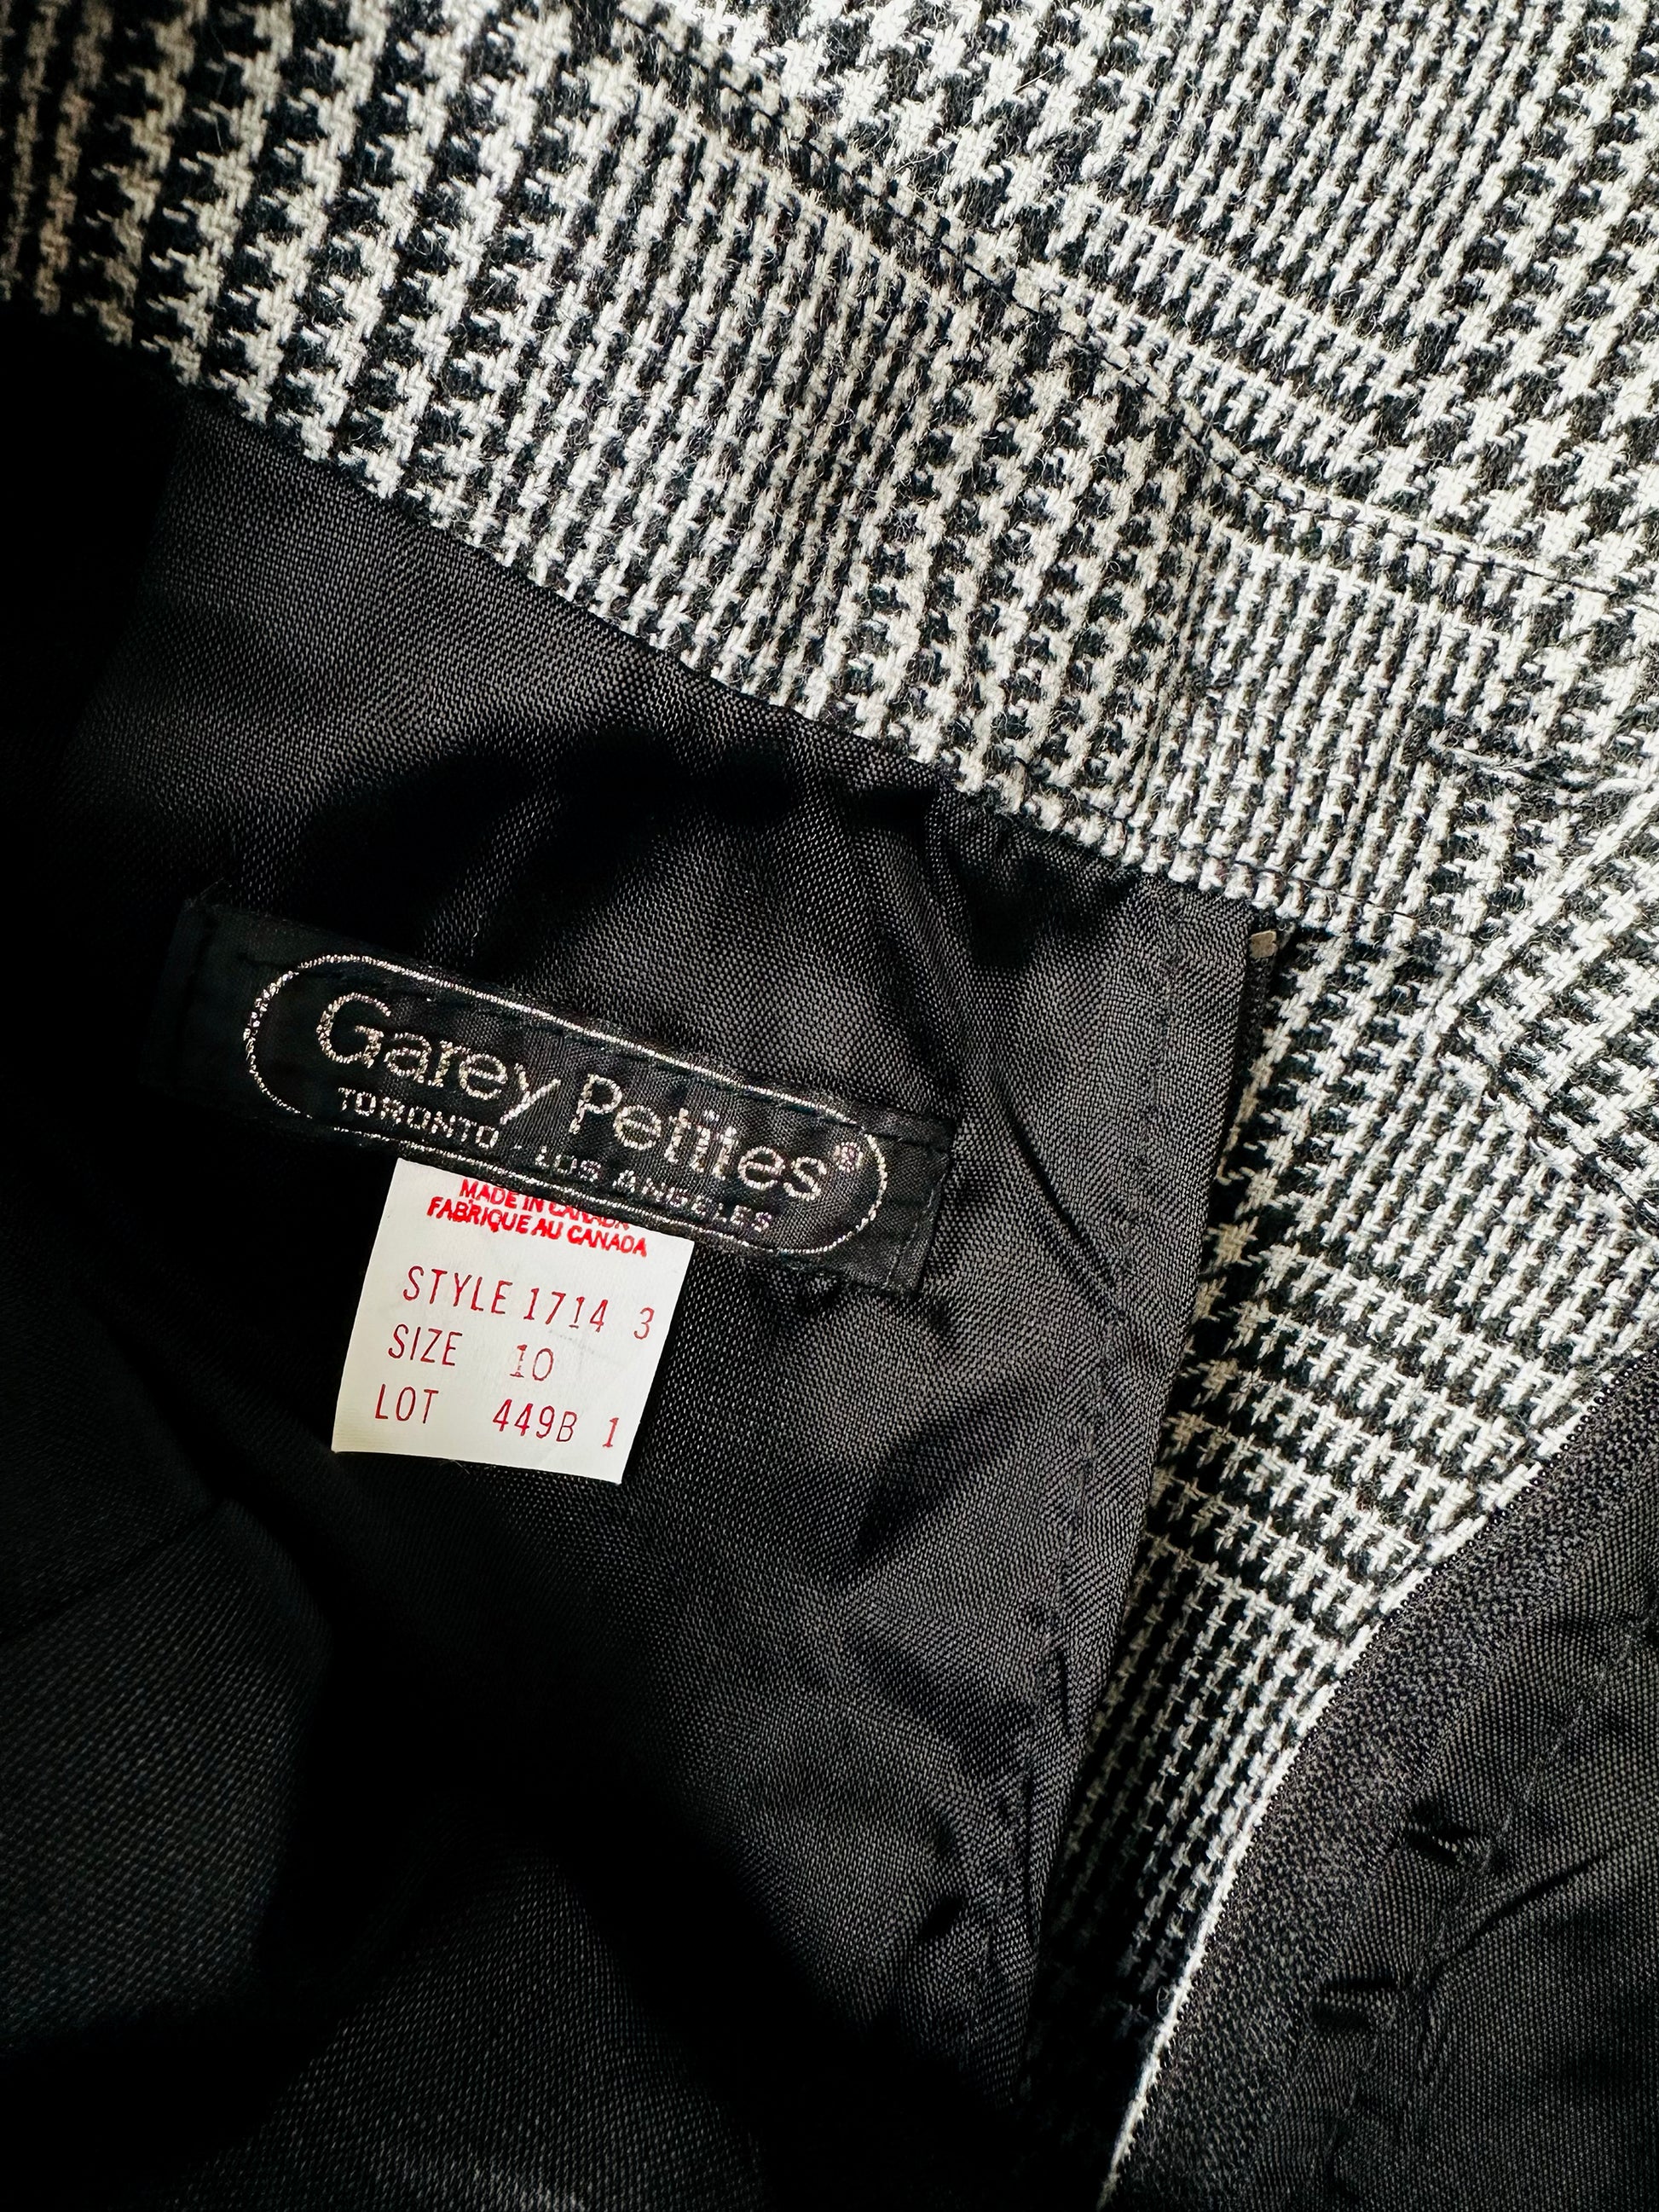 Garey Petites®
TORONTO - LOS ANGELES
MADE IN CANADA
FABRIQUE AU CANADA
STYLE 1714 3
SIZE 10
LOT 449B 1